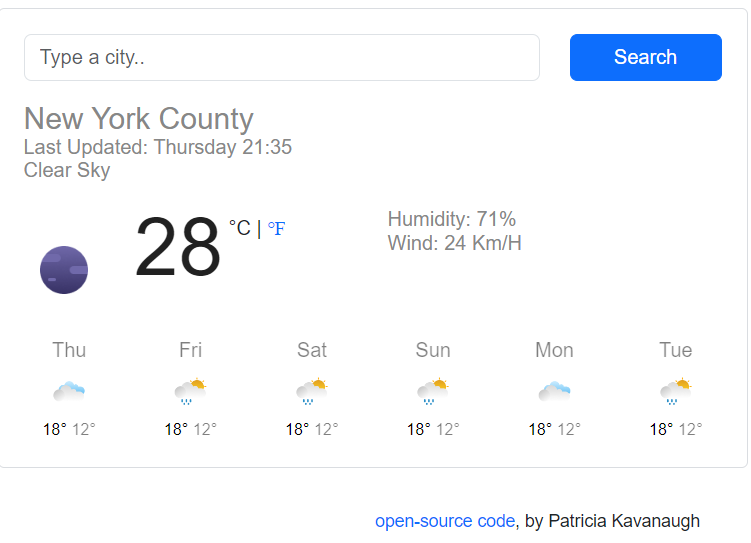 Type a city..
Search
New York County
Last Updated: Thursday 21:35
Clear Sky
28 °C | °F
Humidity: 71%
Wind: 24 Km/H
Thu Fri Sat Sun Mon Tue
18° 12° 18° 12° 18° 12° 18° 12° 18° 12° 18° 12°
open-source code, by Patricia Kavanaugh